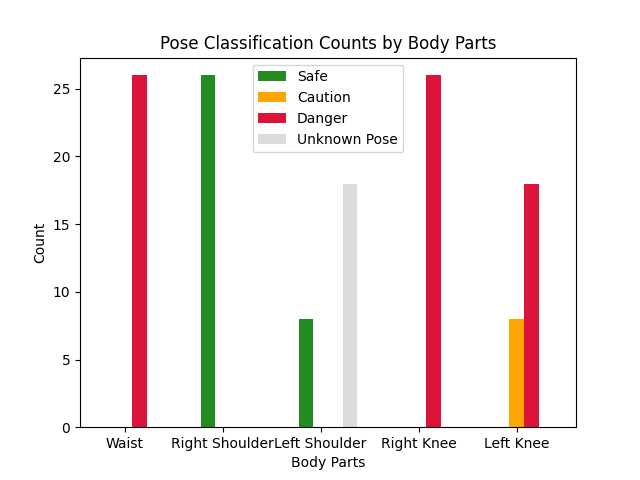 Pose Classification Counts by Body Parts
Safe
Caution
Danger
Unknown Pose
25
20
15
10
5
0
Count
Waist Right Shoulder Left Shoulder Right Knee Left Knee
Body Parts